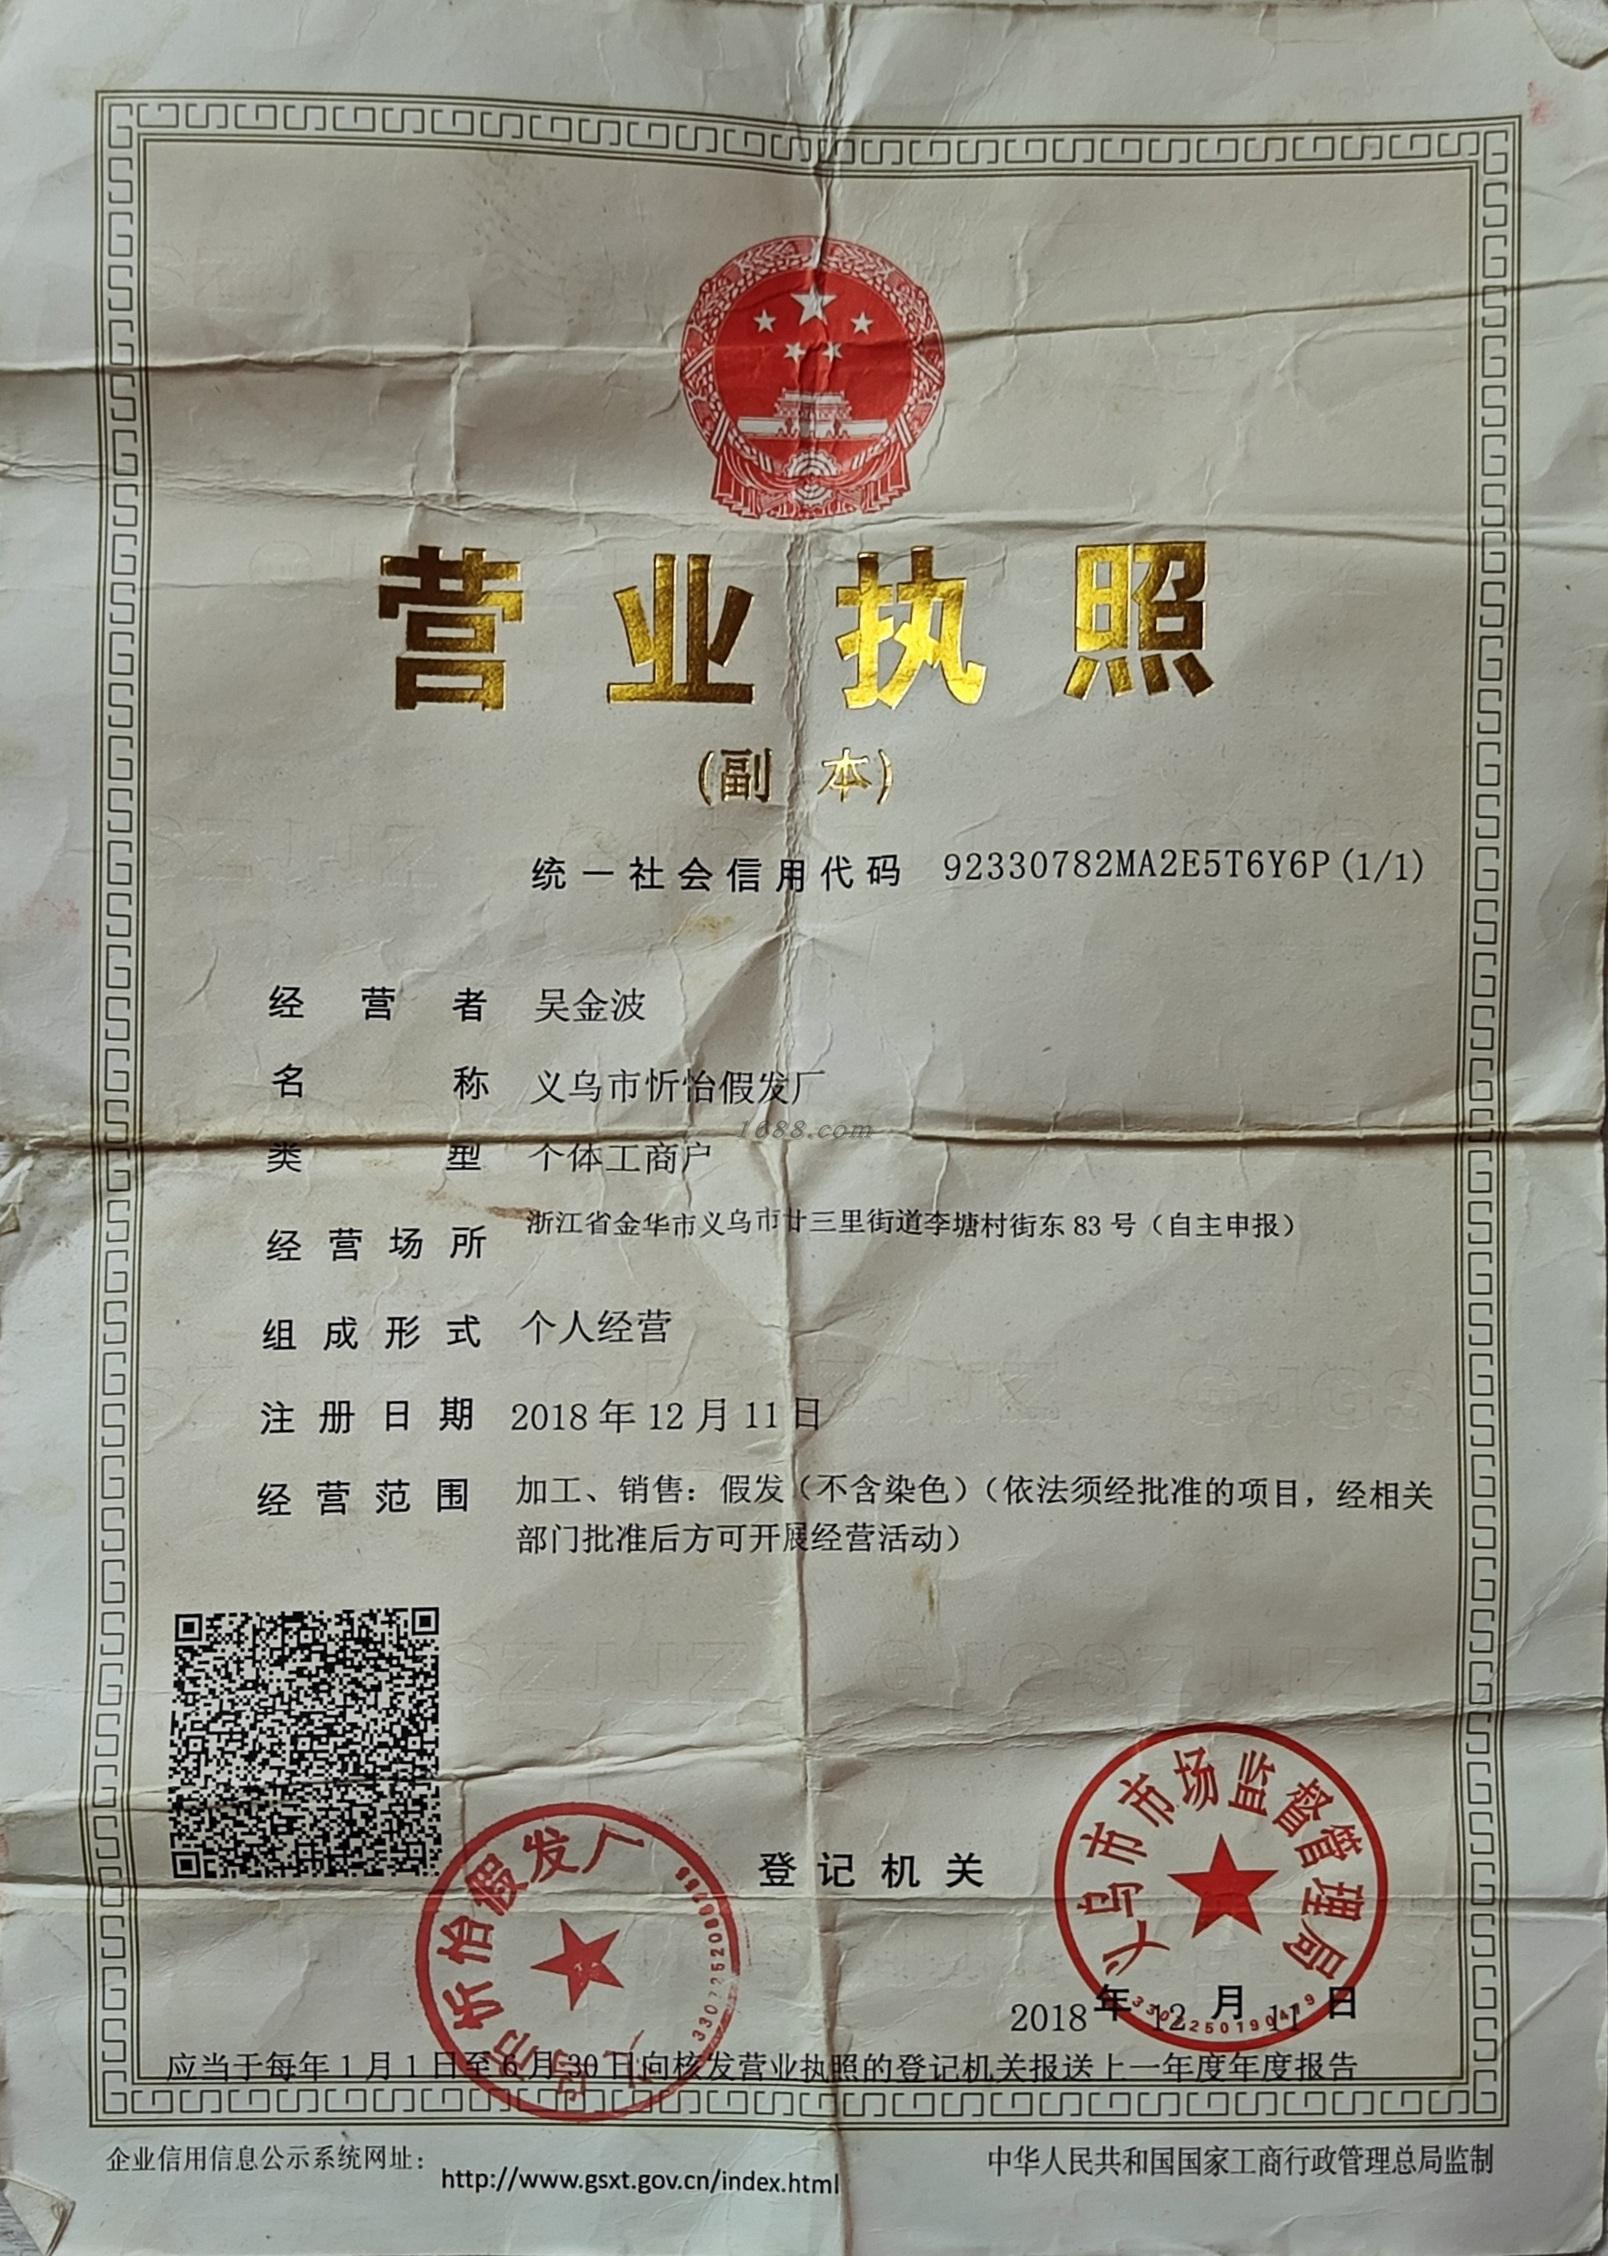 营业执照
(副 本)
统一社会信用代码 92330782MA2E5T6Y6P(1/1)
经营者 吴金波
名称 义乌市忻怡假发厂
1688.com
类型 个体工商户
经营场所 浙江省金华市义乌市廿三里街道李塘村街东83号（自主申报）
组成形式 个人经营
注册日期 2018年12月11日
经营范围 加工、销售：假发（不含染色）（依法须经批准的项目，经相关
部门批准后方可开展经营活动）
义乌市忻怡假发厂
登记机关
义乌市市场监督管理局
2018年12月11日
应当于每年1月1日至6月30日向核发营业执照的登记机关报送上一年度年度报告
企业信用信息公示系统网址：
http://www.gsxt.gov.cn/index.html
中华人民共和国国家工商行政管理总局监制